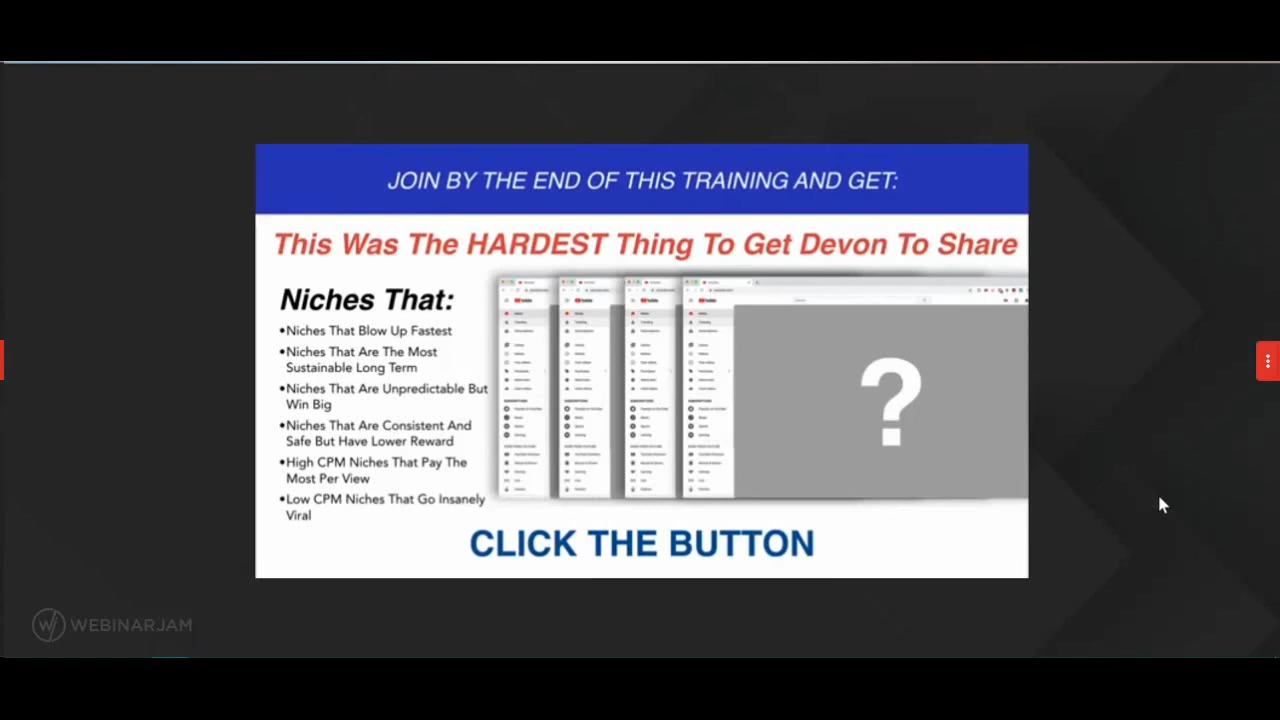 JOIN BY THE END OF THIS TRAINING AND GET:
This Was The HARDEST Thing To Get Devon To Share
Niches That:
•Niches That Blow Up Fastest
•Niches That Are The Most
Sustainable Long Term
•Niches That Are Unpredictable But
Win Big
•Niches That Are Consistent And
Safe But Have Lower Reward
•High CPM Niches That Pay The
Most Per View
•Low CPM Niches That Go Insanely
Viral
?
CLICK THE BUTTON
WEBINARJAM